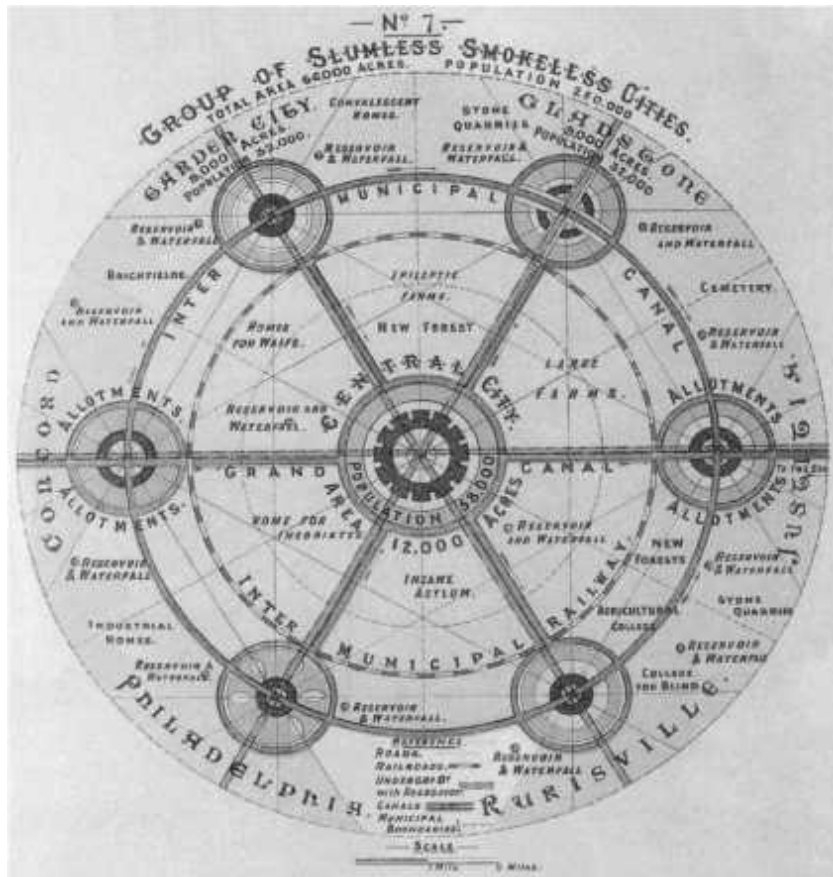 — Nº 7. —
GROUP OF SLUMLESS SMOKELESS CITIES.
TOTAL AREA 66000 ACRES. POPULATION 250.000
GARDEN CITY.
9,000 ACRES.
POPULATION 32,000.
CONVALESCENT
HOMES.
STONE
QUARRIES
GLADSTONE
9,000 ACRES.
POPULATION 32,000
RESERVOIR
& WATERFALL.
RESERVOIR &
WATERFALL.
RESERVOIR
& WATERFALL
RESERVOIR
AND WATERFALL
INTER MUNICIPAL CANAL
BRICKFIELDS.
EPILEPTIC
FARMS.
CEMETERY.
RESERVOIR
AND WATERFALL
HOMES
FOR WAIFS.
NEW FOREST
RESERVOIR
& WATERFALL
LARGE
FARMS.
CONCORD
ALLOTMENTS
CENTRAL CITY.
ALLOTMENTS
JUSTITIA
RESERVOIR AND
WATERFALL.
GRAND CANAL
TO THE SEA
ALLOTMENTS.
AREA 12.000 ACRES
POPULATION 58.000
ALLOTMENTS
HOME FOR
INEBRIATES
RESERVOIR
AND WATERFALL
NEW
FORESTS
RESERVOIR
& WATERFALL
RESERVOIR
& WATERFALL
INSANE
ASYLUM.
STONE
QUARRIES
AGRICULTURAL
COLLEGE
INDUSTRIAL
HOMES.
INTER MUNICIPAL RAILWAY.
RESERVOIR
& WATERFALL
RESERVOIR &
WATERFALL.
COLLEGE
FOR BLIND.
RESERVOIR
& WATERFALL.
PHILADELPHIA.
RURISVILLE.
REFERENCE
ROADS.
RAILROADS.
RESERVOIR
& WATERFALL
CANALS
MUNICIPAL
BOUNDARIES.
— SCALE —